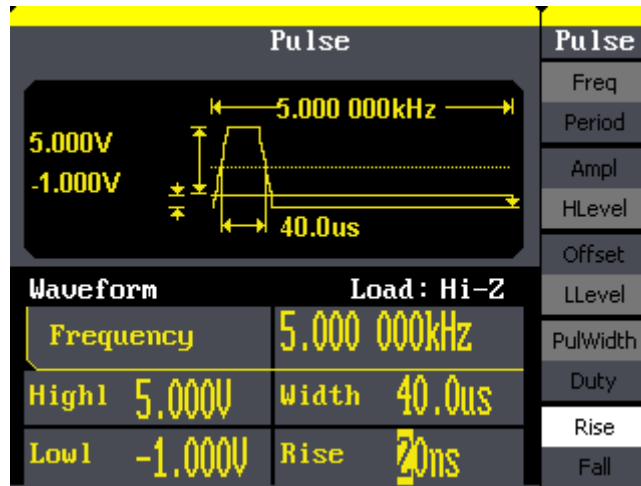 Pulse
5.000 000kHz
5.000V
-1.000V
40.0us
Waveform Load: Hi-Z
Frequency 5.000 000kHz
Highl 5.000V Width 40.0us
Lowl -1.000V Rise 20ns
Pulse
Freq
Period
Ampl
HLevel
Offset
LLevel
PulWidth
Duty
Rise
Fall